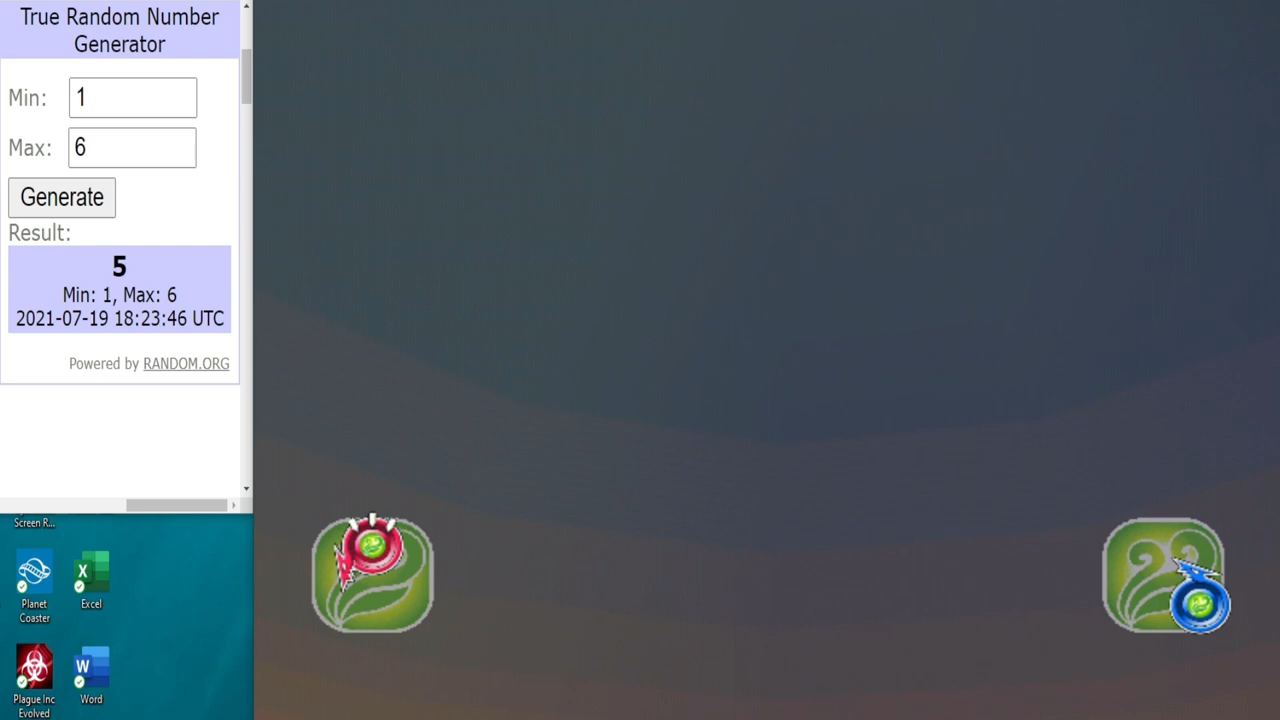 True Random Number
Generator
Min: 1
Max: 6
Generate
Result:
5
Min: 1, Max: 6
2021-07-19 18:23:46 UTC
Powered by RANDOM.ORG
Screen R...
Planet
Coaster
Excel
Plague Inc
Evolved
Word